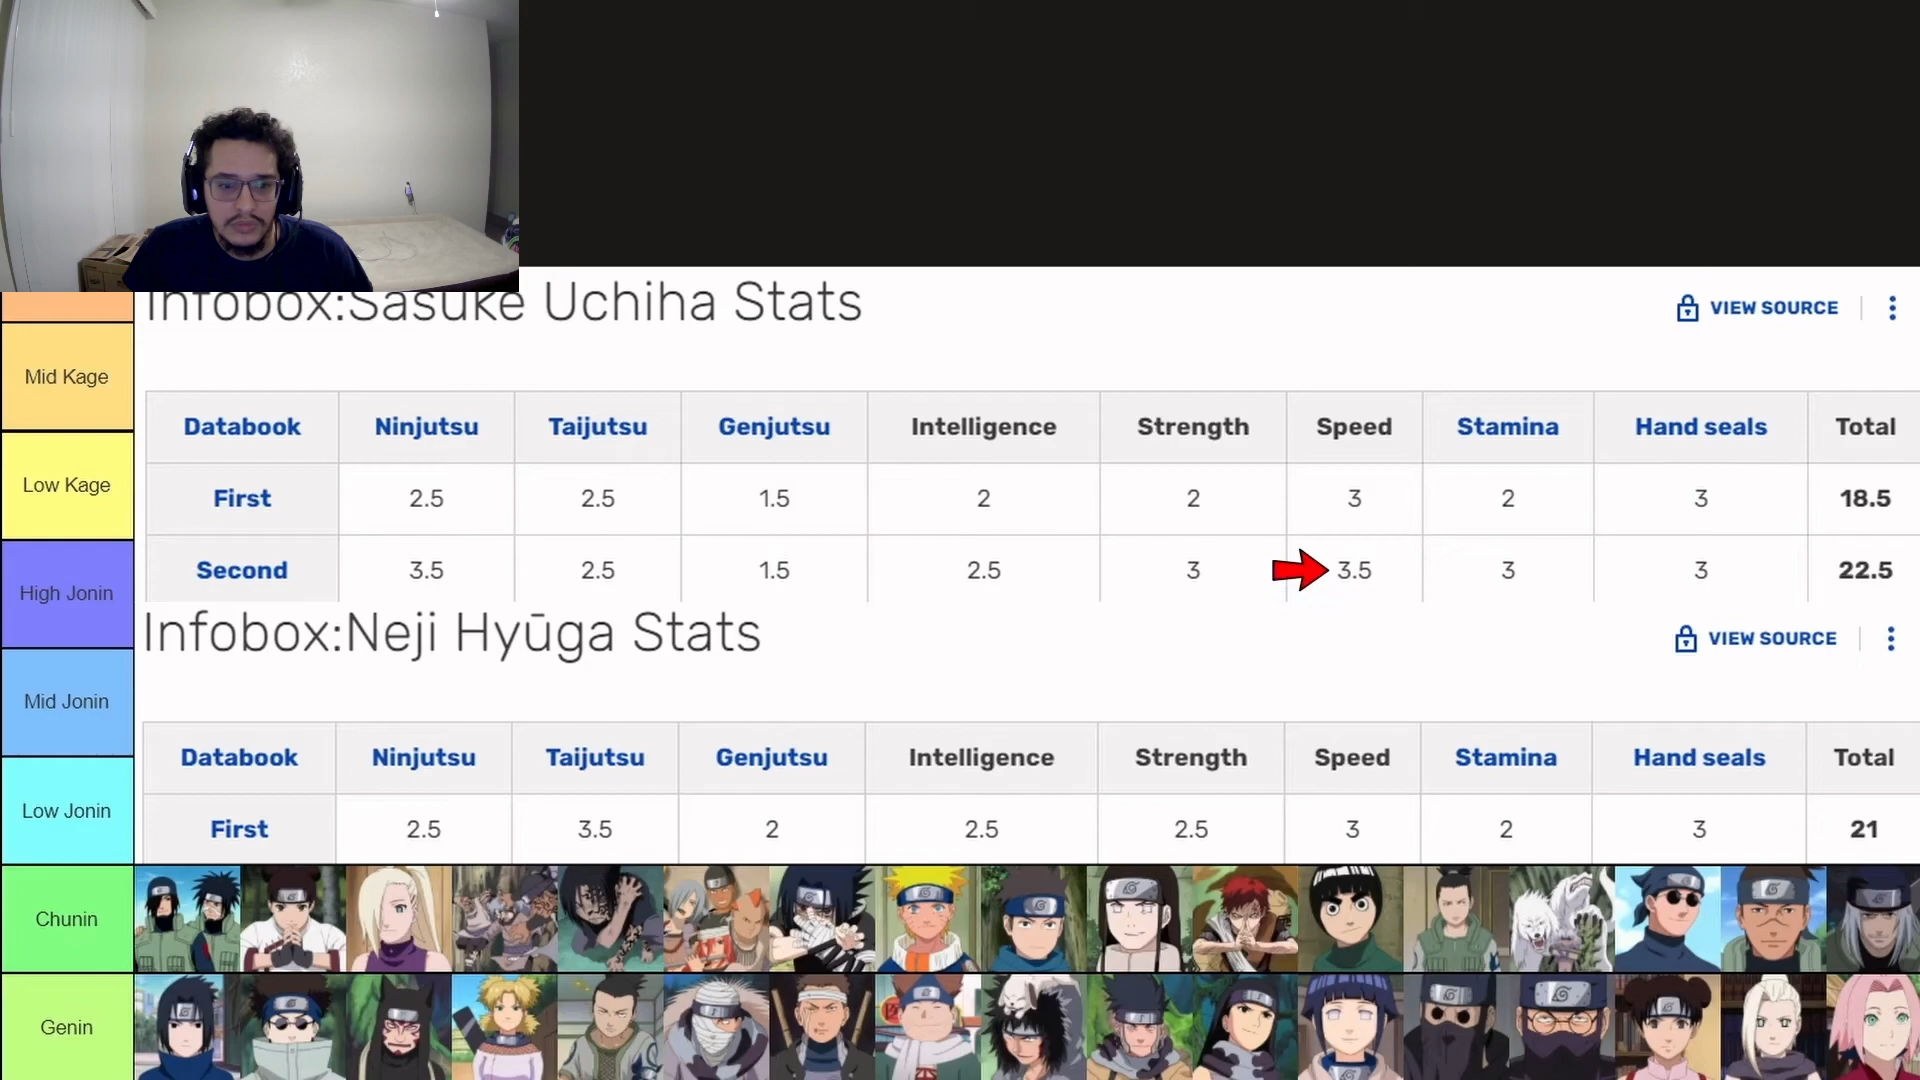 Infobox:Sasuke Uchiha Stats
VIEW SOURCE
Mid Kage
Databook Ninjutsu Taijutsu Genjutsu Intelligence Strength Speed Stamina Hand seals Total
Low Kage
First 2.5 2.5 1.5 2 2 3 2 3 18.5
Second 3.5 2.5 1.5 2.5 3 3.5 3 3 22.5
High Jonin
Infobox:Neji Hyūga Stats
VIEW SOURCE
Mid Jonin
Databook Ninjutsu Taijutsu Genjutsu Intelligence Strength Speed Stamina Hand seals Total
Low Jonin
First 2.5 3.5 2 2.5 2.5 3 2 3 21
Chunin
Genin